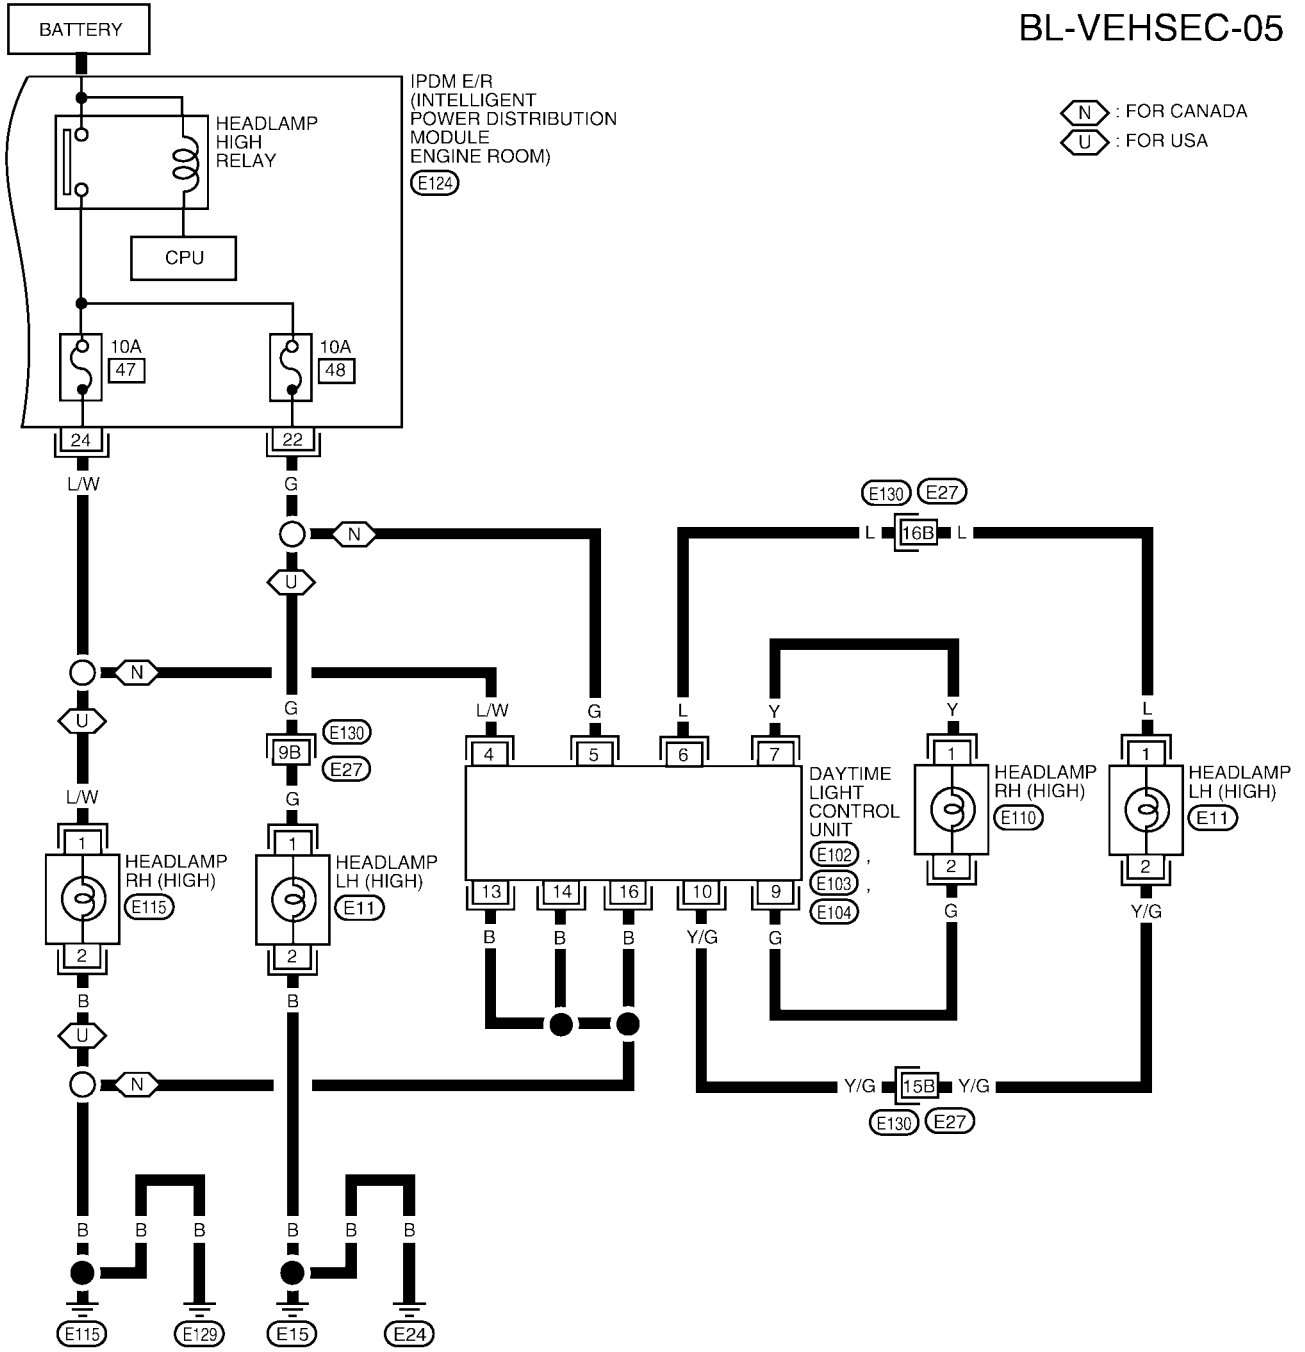 BATTERY
BL-VEHSEC-05
N : FOR CANADA
U : FOR USA
IPDM E/R
(INTELLIGENT
POWER DISTRIBUTION
MODULE
ENGINE ROOM)
E124
HEADLAMP
HIGH
RELAY
CPU
10A
47
10A
48
24
22
L/W
G
E130
E27
N
L
16B
L
U
N
U
L/W
G
L
Y
Y
L
G
E130
9B
E27
4
5
6
7
1
1
L/W
G
DAYTIME
LIGHT
CONTROL
UNIT
E102 ,
E103 ,
E104
HEADLAMP
RH (HIGH)
E110
HEADLAMP
LH (HIGH)
E11
1
HEADLAMP
RH (HIGH)
E115
1
HEADLAMP
LH (HIGH)
E11
2
2
13
14
16
10
9
G
Y/G
B
B
B
Y/G
G
2
2
B
B
U
N
Y/G
15B
Y/G
E130
E27
B
B
B
B
B
B
E115
E129
E15
E24